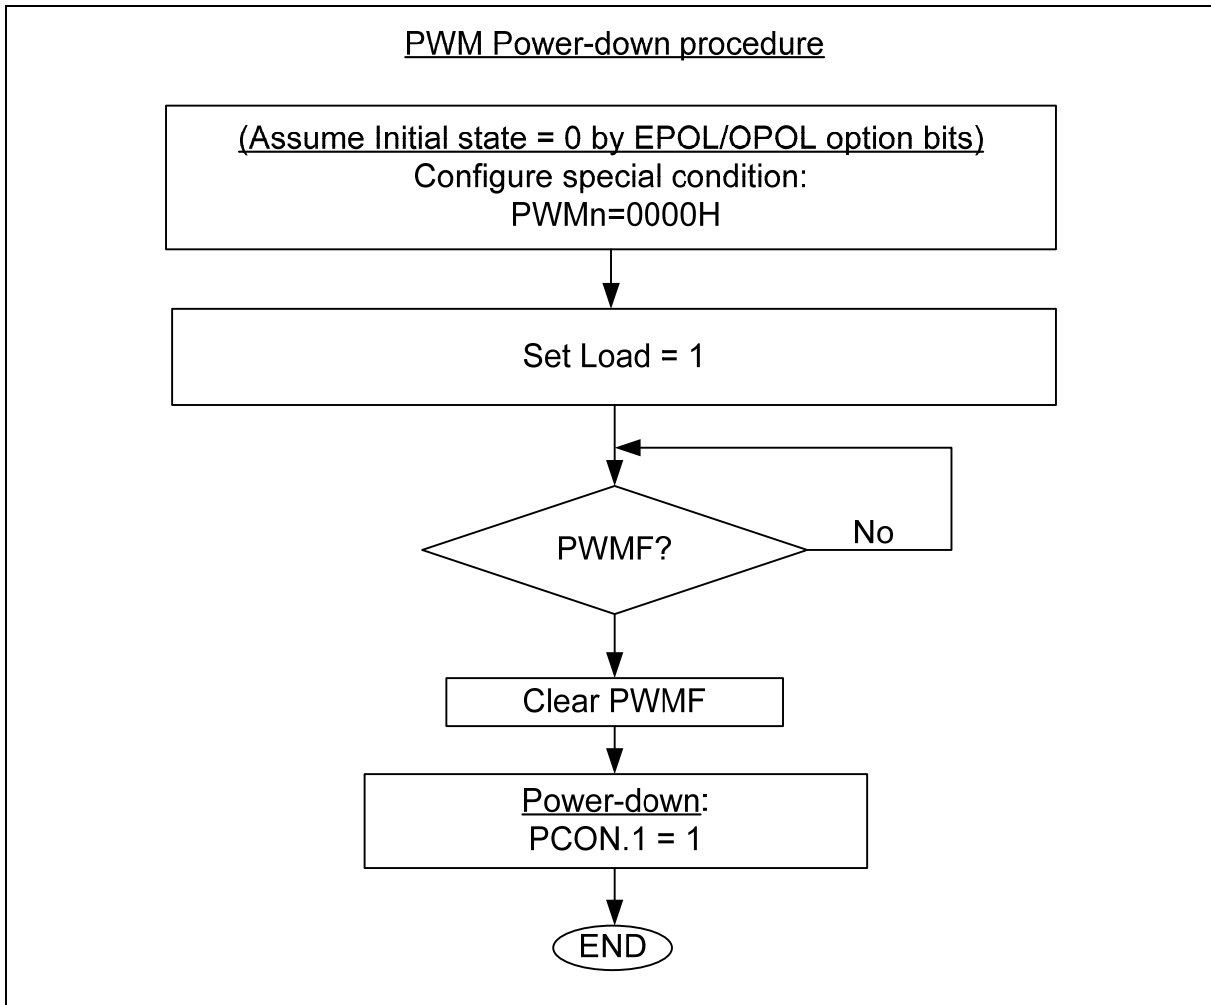 PWM Power-down procedure
(Assume Initial state = 0 by EPOL/OPOL option bits)
Configure special condition:
PWMn=0000H
Set Load = 1
PWMF?
No
Clear PWMF
Power-down:
PCON.1 = 1
END